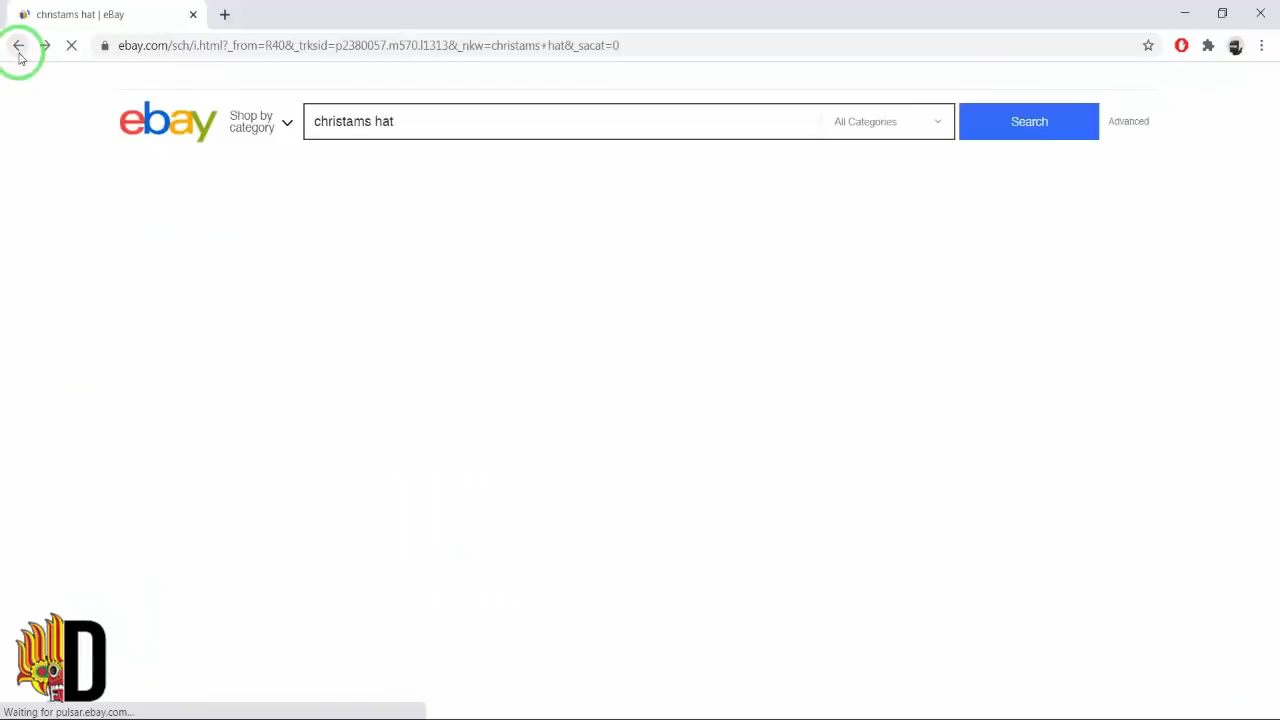 christams hat | eBay
ebay.com/sch/i.html?_from=R40&_trksid=p2380057.m570.l1313&_nkw=christams+hat&_sacat=0
ebay
Shop by
category
christams hat
All Categories
Search
Advanced
D
Waiting for pulsar.ebay.com...